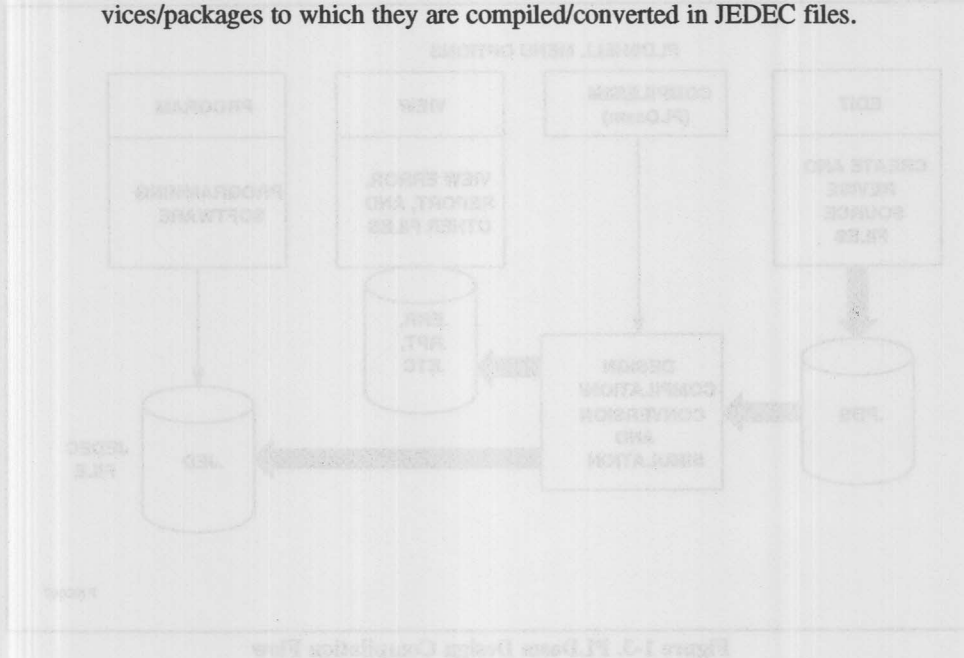 vices/packages to which they are compiled/converted in JEDEC files.
PLDSHELL MENU OPTIONS
EDIT
CREATE AND
REVISE
SOURCE
FILES
.PDS
COMPILE/SIM
(PLDasm)
DESIGN
COMPILATION/
CONVERSION
AND
SIMULATION
VIEW
VIEW ERROR,
REPORT, AND
OTHER FILES
.ERR,
.RPT,
ETC
PROGRAM
PROGRAMMING
SOFTWARE
.JED
JEDEC
FILE
Figure 1-3. PLDasm Design Compilation Flow